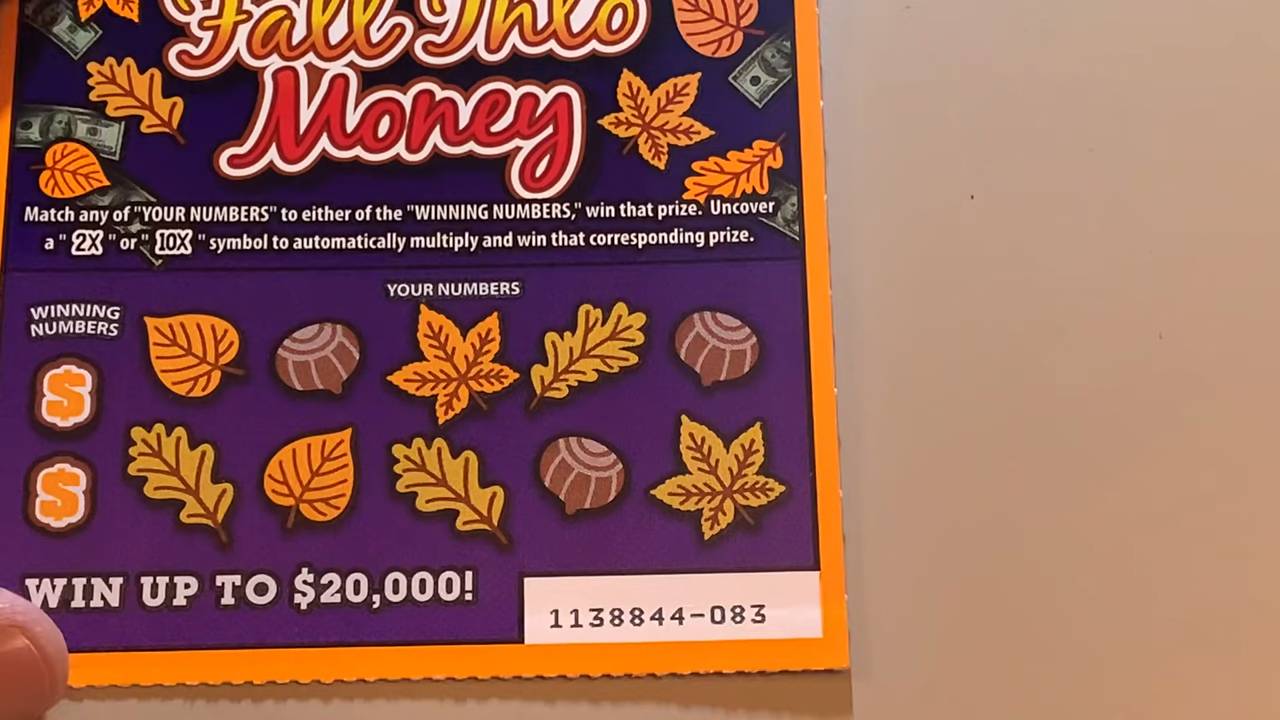 Fall Into
Money
Match any of "YOUR NUMBERS" to either of the "WINNING NUMBERS," win that prize. Uncover
a " 2X " or " 10X " symbol to automatically multiply and win that corresponding prize.
YOUR NUMBERS
WINNING
NUMBERS
$
$
WIN UP TO $20,000!
1138844-083